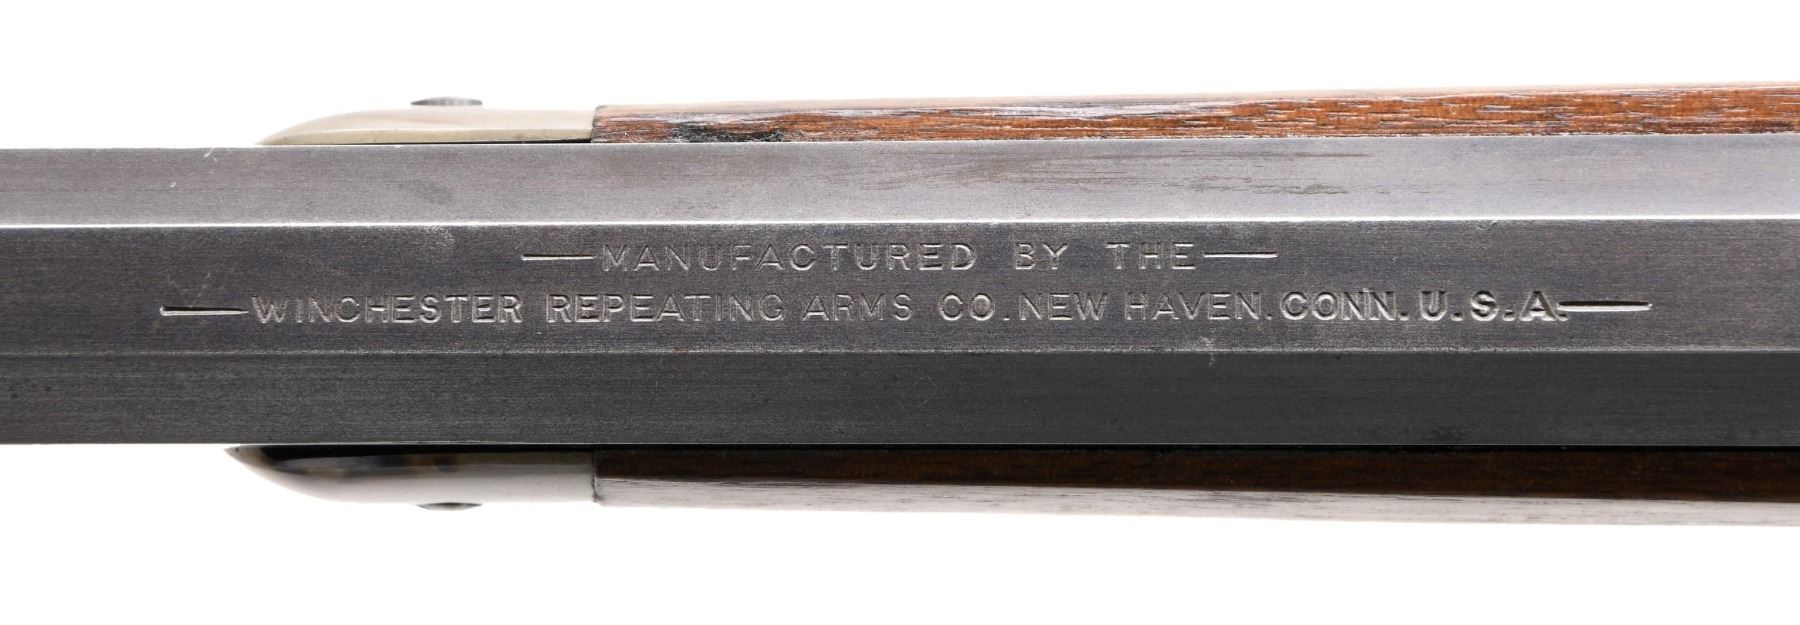 —MANUFACTURED BY THE—
—WINCHESTER REPEATING ARMS CO. NEW HAVEN. CONN. U.S.A.—